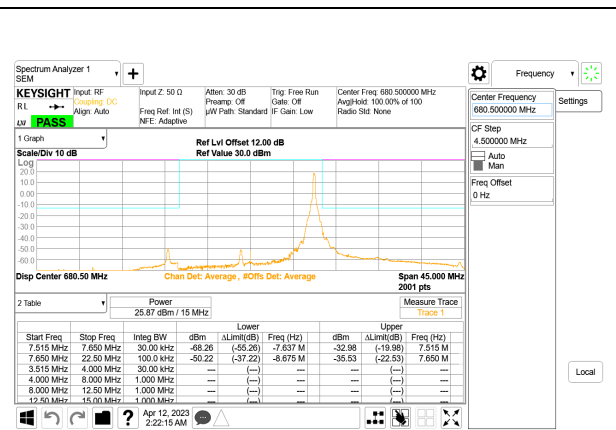 Spectrum Analyzer 1
SEM
▼
+
Frequency
▼
KEYSIGHT
R L
LXI
PASS
Input: RF
Coupling: DC
Align: Auto
Input Z: 50 Ω
Freq Ref: Int (S)
NFE: Adaptive
Atten: 30 dB
Preamp: Off
µW Path: Standard
Trig: Free Run
Gate: Off
IF Gain: Low
Center Freq: 680.500000 MHz
Avg|Hold: 100.00% of 100
Radio Std: None
Center Frequency
680.500000 MHz
Settings
CF Step
4.500000 MHz
Auto
Man
Freq Offset
0 Hz
1 Graph ▼
Scale/Div 10 dB
Ref Lvl Offset 12.00 dB
Ref Value 30.0 dBm
Log
20.0
10.0
0.00
-10.0
-20.0
-30.0
-40.0
-50.0
-60.0
Disp Center 680.50 MHz
Chan Det: Average , #Offs Det: Average
Span 45.000 MHz
2001 pts
2 Table ▼
Power
25.87 dBm / 15 MHz
Measure Trace
Trace 1
Lower Upper
Start Freq Stop Freq Integ BW dBm ΔLimit(dB) Freq (Hz) dBm ΔLimit(dB) Freq (Hz)
7.515 MHz 7.650 MHz 30.00 kHz -68.26 (-55.26) -7.637 M -32.98 (-19.98) 7.515 M
7.650 MHz 22.50 MHz 100.0 kHz -50.22 (-37.22) -8.675 M -35.53 (-22.53) 7.650 M
3.515 MHz 4.000 MHz 30.00 kHz --- (---) --- --- (---) ---
4.000 MHz 8.000 MHz 1.000 MHz --- (---) --- --- (---) ---
8.000 MHz 12.50 MHz 1.000 MHz --- (---) --- --- (---) ---
12.50 MHz 15.00 MHz 1.000 MHz --- (---) --- --- (---) ---
Local
?
Apr 12, 2023
2:22:15 AM